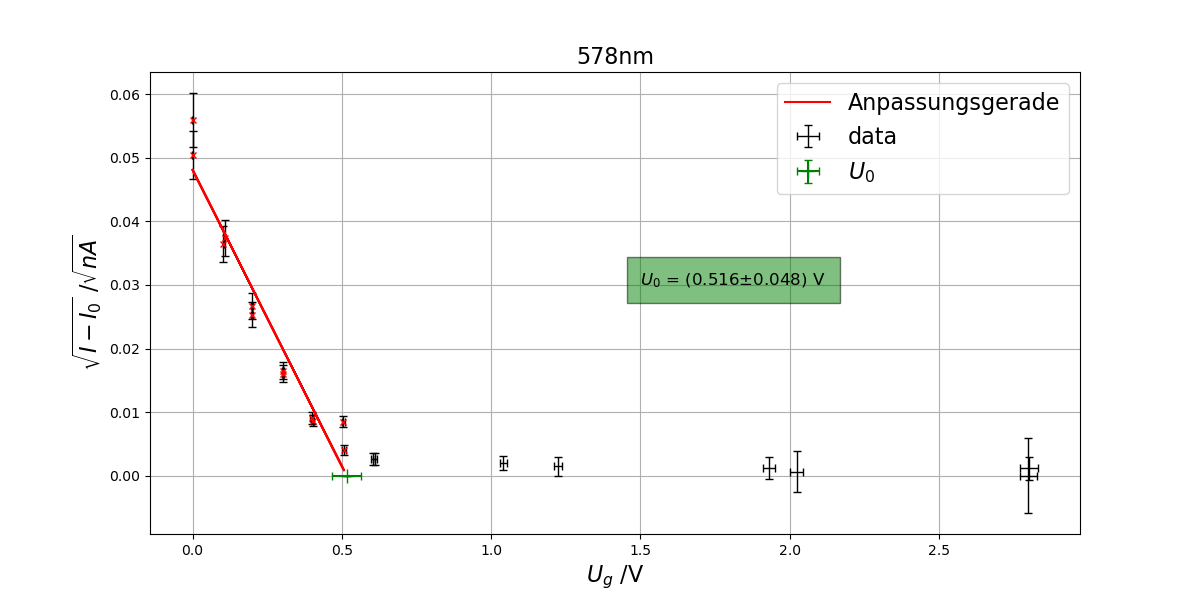 578nm
Anpassungsgerade
data
U₀
U₀ = (0.516±0.048) V
√(I − I₀) /√nA
0.06
0.05
0.04
0.03
0.02
0.01
0.00
0.0 0.5 1.0 1.5 2.0 2.5
U_g /V